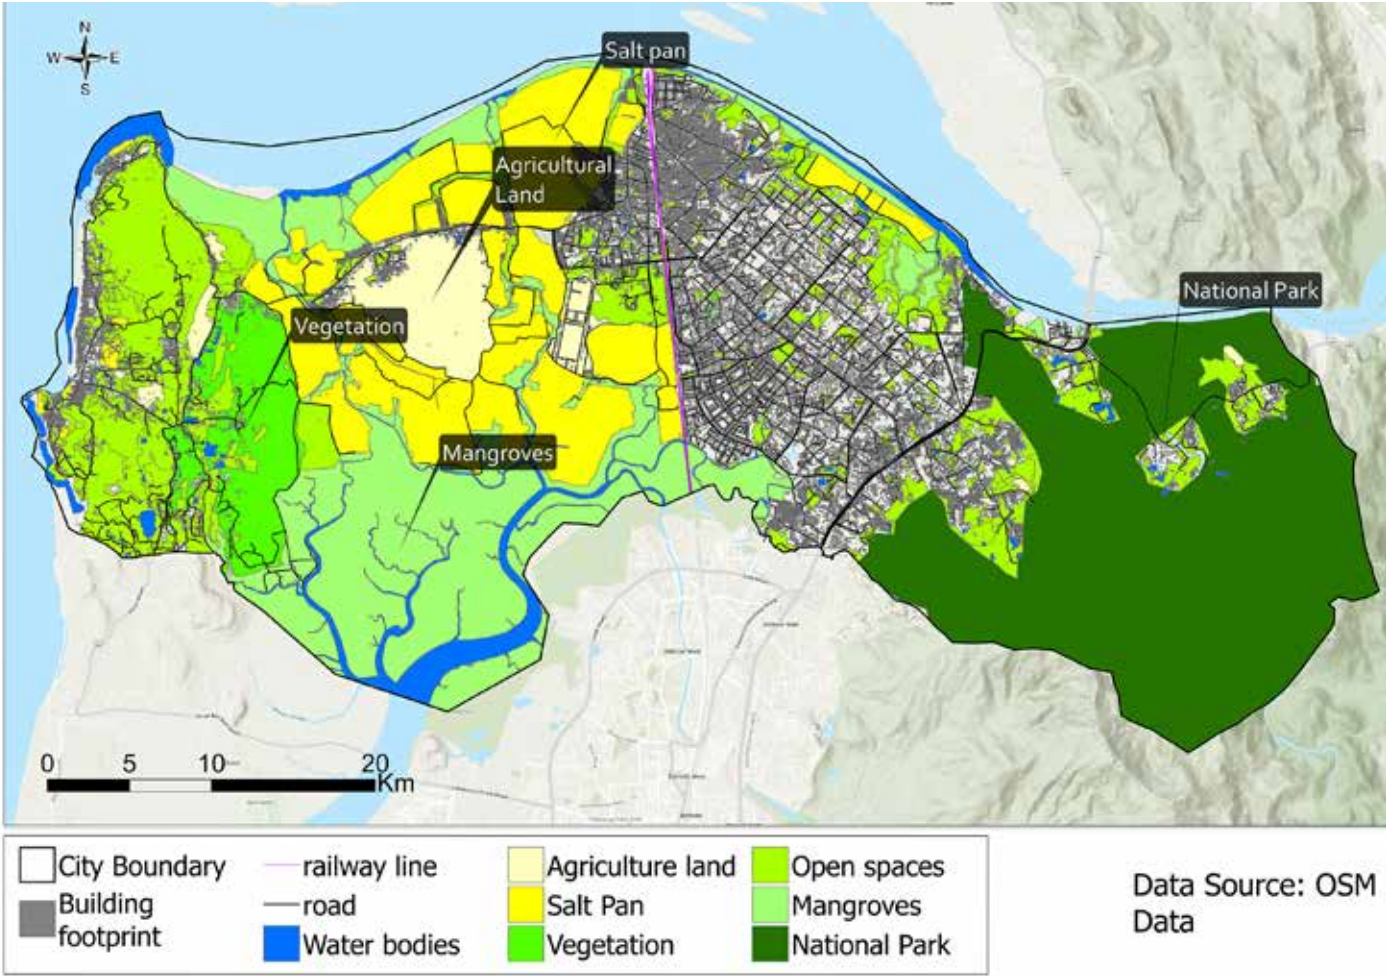 N
W E
S
Salt pan
Agricultural
Land
National Park
Vegetation
Mangroves
0 5 10 20
Km
City Boundary
Building
footprint
railway line
road
Water bodies
Agriculture land
Salt Pan
Vegetation
Open spaces
Mangroves
National Park
Data Source: OSM
Data